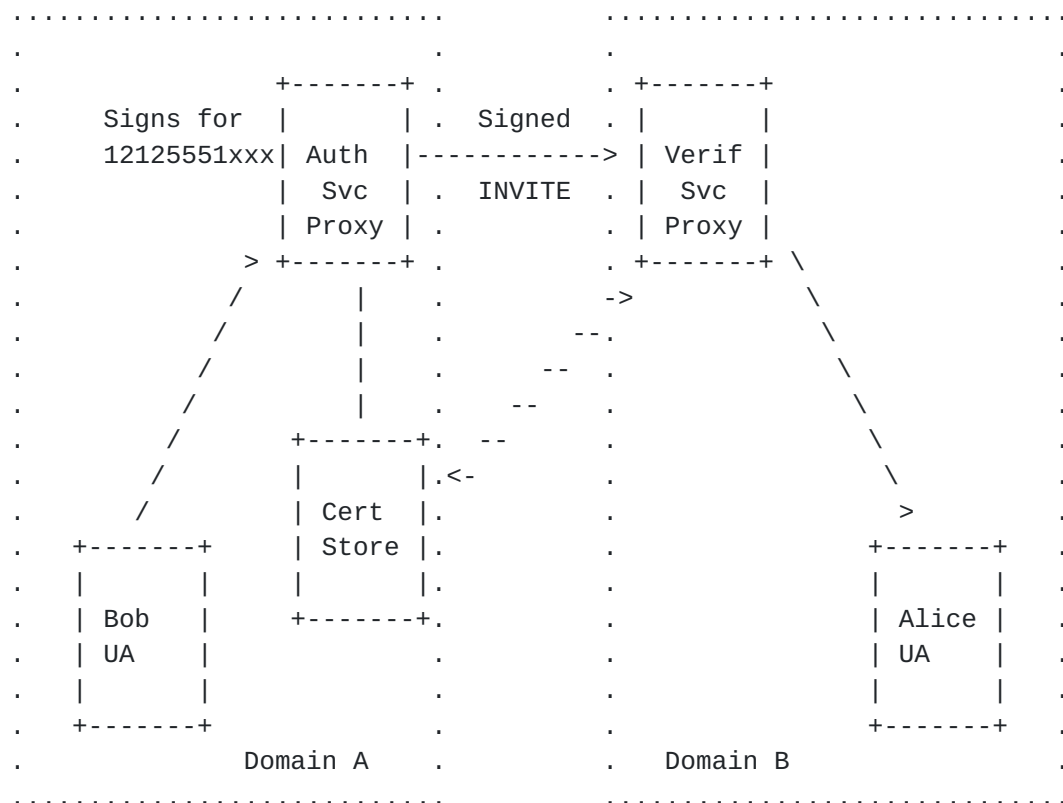 Signs for
12125551xxx
Auth
Svc
Proxy
Signed
INVITE
Verif
Svc
Proxy
Cert
Store
Bob
UA
Alice
UA
Domain A
Domain B